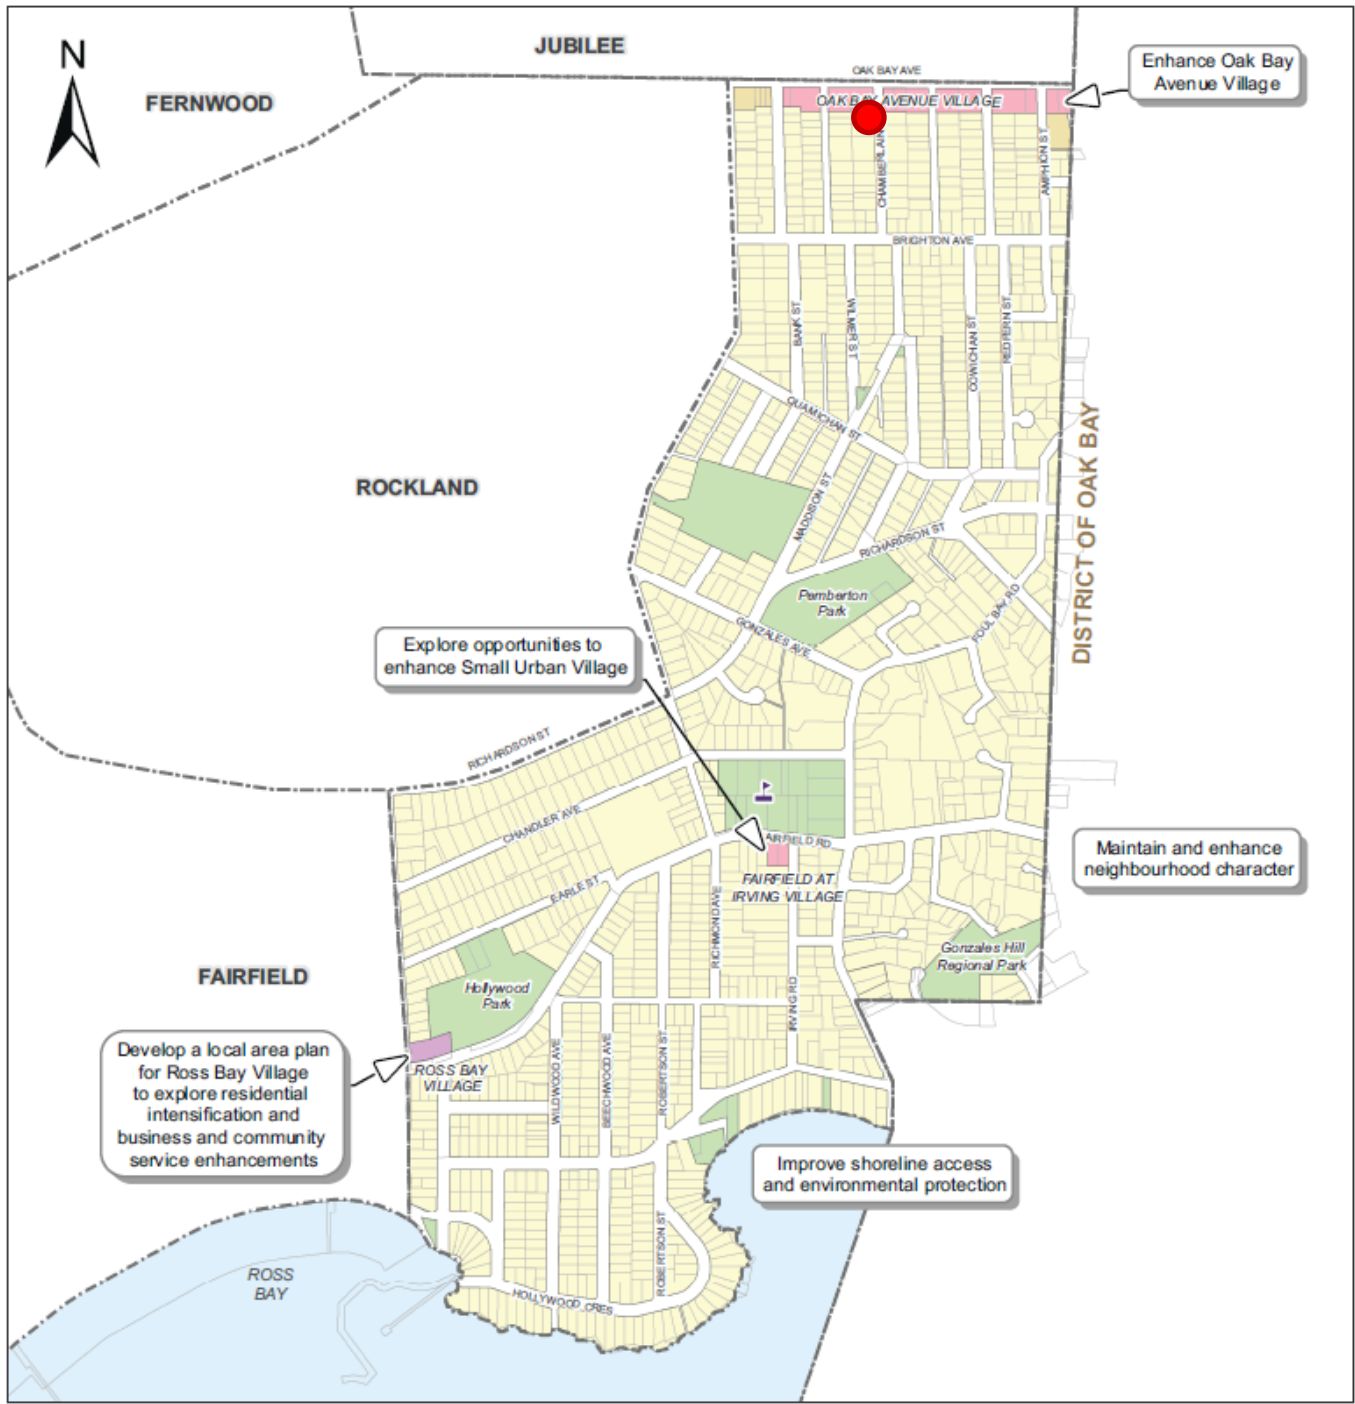 JUBILEE
N
FERNWOOD
OAK BAY AVE
Enhance Oak Bay
Avenue Village
OAK BAY AVENUE VILLAGE
CHAMBERLAIN
AMPHION ST
BRIGHTON AVE
BANK ST
WILMER ST
COWICHAN ST
REDFERN ST
QUAMICHAN ST
DISTRICT OF OAK BAY
ROCKLAND
MADDISON ST
RICHARDSON ST
Pemberton
Park
FOUL BAY RD
GONZALES AVE
Explore opportunities to
enhance Small Urban Village
RICHARDSON ST
CHANDLER AVE
AIRFIELD RD
Maintain and enhance
neighbourhood character
FAIRFIELD AT
IRVING VILLAGE
EARLE ST
RICHMOND AVE
Gonzales Hill
Regional Park
FAIRFIELD
Hollywood
Park
IRVING RD
Develop a local area plan
for Ross Bay Village
to explore residential
intensification and
business and community
service enhancements
ROSS BAY
VILLAGE
WILDWOOD AVE
BEECHWOOD AVE
ROBERTSON ST
Improve shoreline access
and environmental protection
ROBERTSON ST
ROSS
BAY
HOLLYWOOD CRES